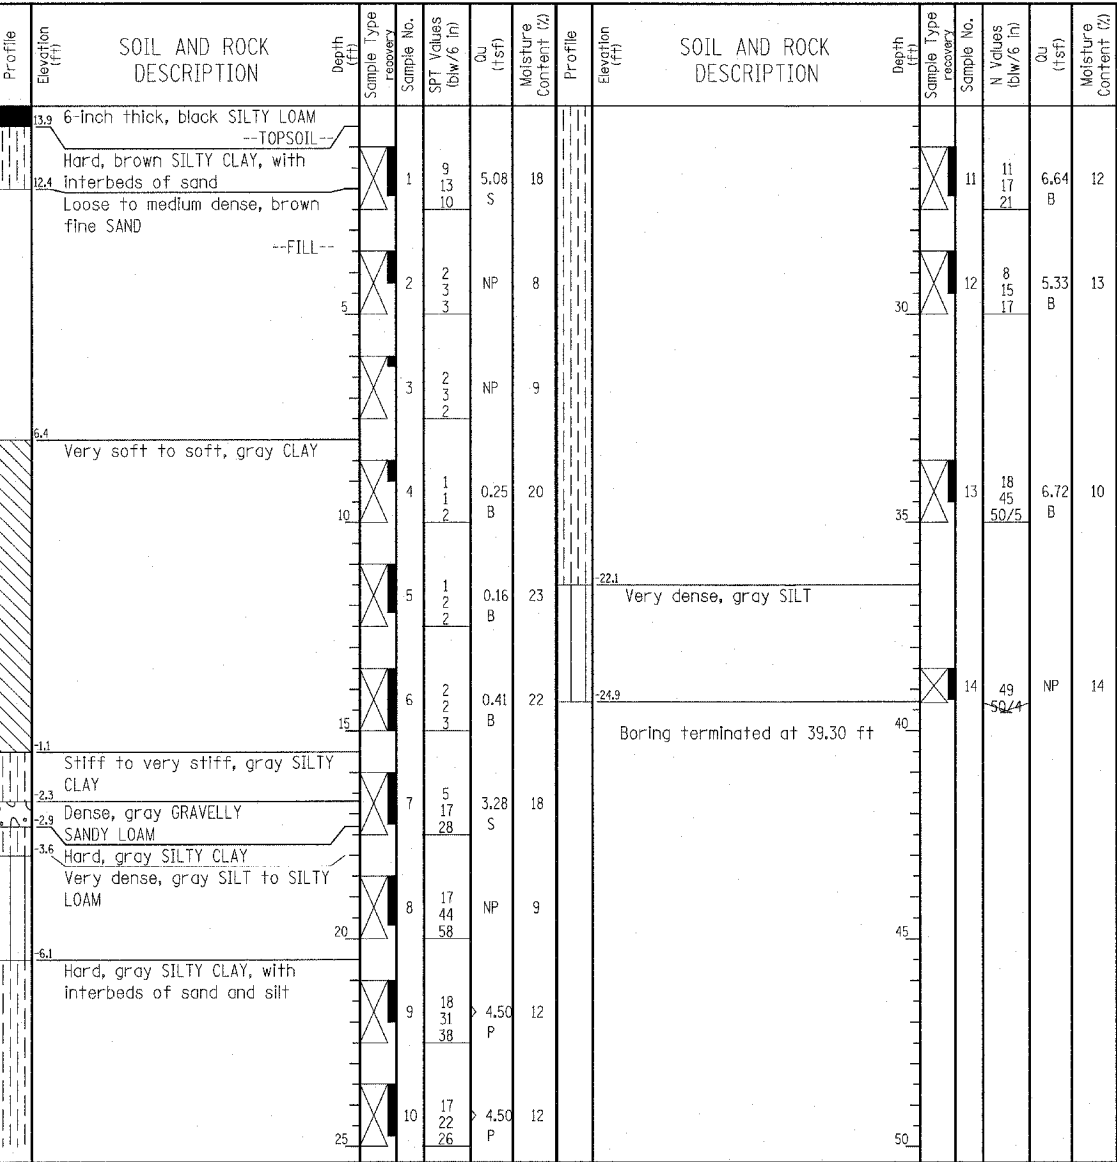 Profile
Elevation
(ft)
SOIL AND ROCK
DESCRIPTION
Depth
(ft)
Sample Type
recovery
Sample No.
SPT Values
(blw/6 in)
Qu
(tsf)
Moisture
Content (%)
Profile
Elevation
(ft)
SOIL AND ROCK
DESCRIPTION
Depth
(ft)
Sample Type
recovery
Sample No.
N Values
(blw/6 in)
Qu
(tsf)
Moisture
Content (%)
13.9 6-inch thick, black SILTY LOAM
--TOPSOIL--
Hard, brown SILTY CLAY, with
12.4 interbeds of sand
1 9 13 10 5.08 S 18
Loose to medium dense, brown
fine SAND
--FILL--
2 2 3 3 NP 8
5
3 2 3 2 NP 9
6.4
Very soft to soft, gray CLAY
4 1 1 2 0.25 B 20
10
5 1 2 2 0.16 B 23
6 2 2 3 0.41 B 22
15
-1.1
Stiff to very stiff, gray SILTY
CLAY
-2.3
7 5 17 28 3.28 S 18
Dense, gray GRAVELLY
-2.9 SANDY LOAM
-3.6 Hard, gray SILTY CLAY
Very dense, gray SILT to SILTY
LOAM
8 17 44 58 NP 9
20
-6.1
Hard, gray SILTY CLAY, with
interbeds of sand and silt
9 18 31 38 > 4.50 P 12
10 17 22 26 > 4.50 P 12
25
11 11 17 21 6.64 B 12
12 8 15 17 5.33 B 13
30
13 18 45 50/5 6.72 B 10
35
-22.1
Very dense, gray SILT
14 49 50/4 NP 14
-24.9
40
Boring terminated at 39.30 ft
45
50